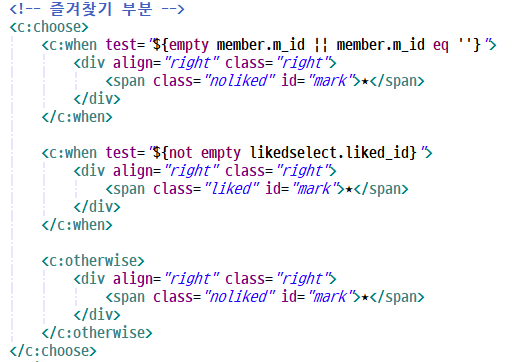 <!-- 즐겨찾기 부분 -->
<c:choose>
    <c:when test="${empty member.m_id || member.m_id eq ''}">
        <div align="right" class="right">
            <span class="noliked" id="mark">★</span>
        </div>
    </c:when>

    <c:when test="${not empty likedselect.liked_id}">
        <div align="right" class="right">
            <span class="liked" id="mark">★</span>
        </div>
    </c:when>

    <c:otherwise>
        <div align="right" class="right">
            <span class="noliked" id="mark">★</span>
        </div>
    </c:otherwise>
</c:choose>